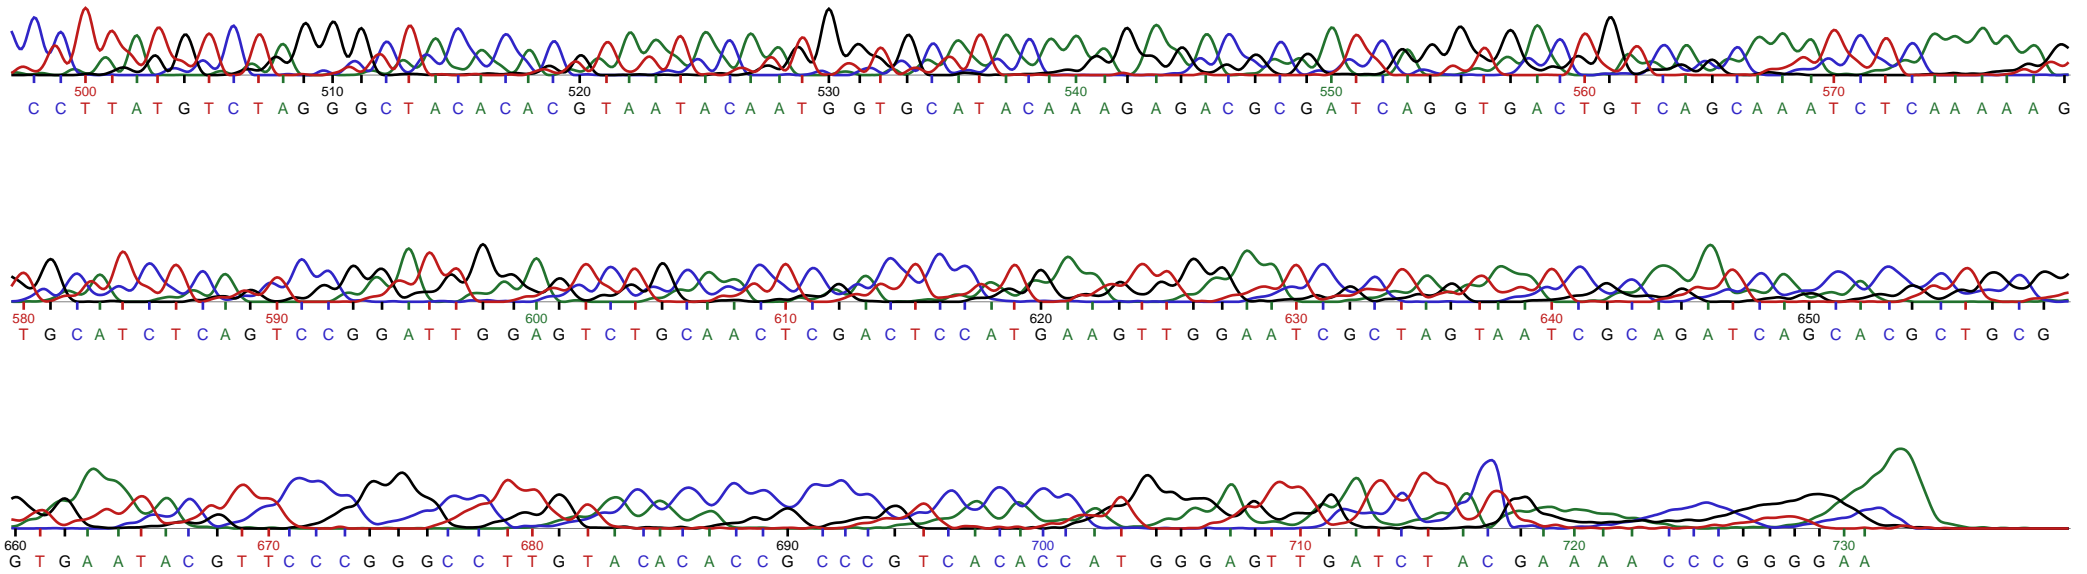 500 510 520 530 540 550 560 570
C C T T A T G T C T A G G G C T A C A C A C G T A A T A C A A T G G T G C A T A C A A A G A G A C G C G A T C A G G T G A C T G T C A G C A A A T C T C A A A A A G
580 590 600 610 620 630 640 650
T G C A T C T C A G T C C G G A T T G G A G T C T G C A A C T C G A C T C C A T G A A G T T G G A A T C G C T A G T A A T C G C A G A T C A G C A C G C T G C G
660 670 680 690 700 710 720 730
G T G A A T A C G T T C C C G G G C C T T G T A C A C A C C G C C C G T C A C A C C A T G G G A G T T G A T C T A C G A A A A C C C G G G G A A